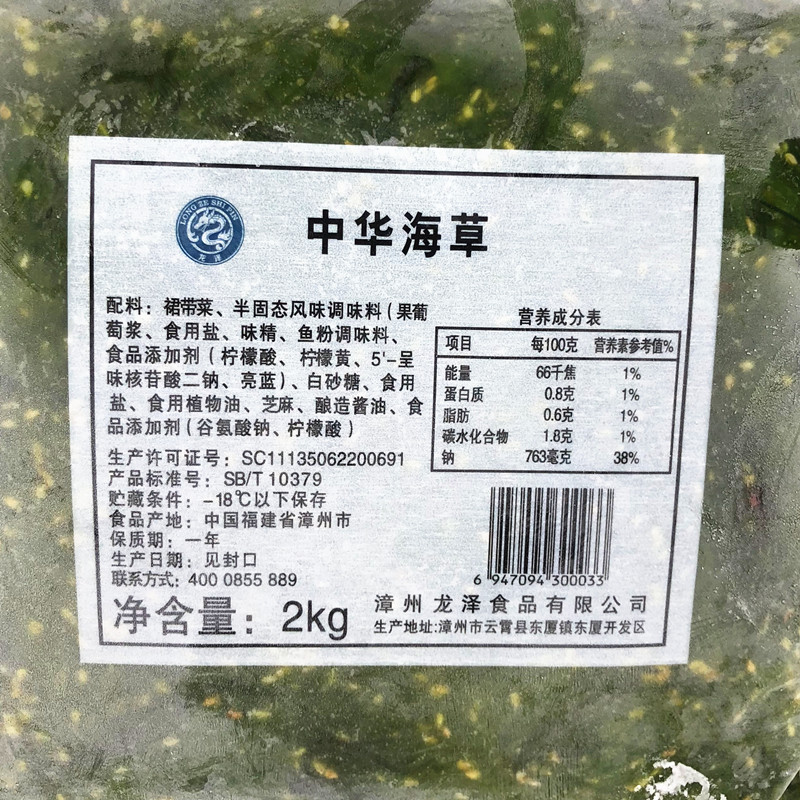 LONG ZE SHI PIN
龙泽
中华海草
配料：裙带菜、半固态风味调味料（果葡
萄浆、食用盐、味精、鱼粉调味料、
食品添加剂（柠檬酸、柠檬黄、5'-呈
味核苷酸二钠、亮蓝）、白砂糖、食用
盐、食用植物油、芝麻、酿造酱油、食
品添加剂（谷氨酸钠、柠檬酸）
营养成分表
项目 每100克 营养素参考值%
能量 66千焦 1%
蛋白质 0.8克 1%
脂肪 0.6克 1%
碳水化合物 1.8克 1%
钠 763毫克 38%
生产许可证号：SC11135062200691
产品标准号：SB/T 10379
贮藏条件：-18℃以下保存
食品产地：中国福建省漳州市
保质期：一年
生产日期：见封口
联系方式：400 0855 889
6 947094 300033
净含量：2kg
漳州龙泽食品有限公司
生产地址:漳州市云霄县东厦镇东厦开发区